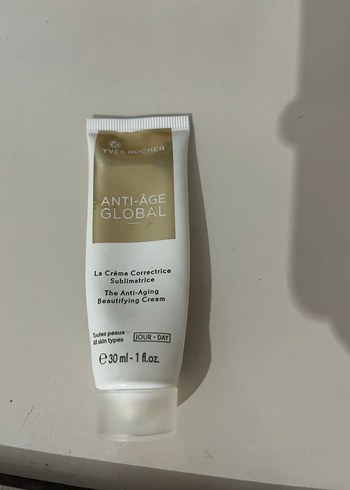 YVES ROCHER
ANTI-ÂGE
GLOBAL
La Crème Correctrice
Sublimatrice
The Anti-Aging
Beautifying Cream
Toutes peaux
All skin types
JOUR - DAY
℮ 30 ml - 1 fl.oz.